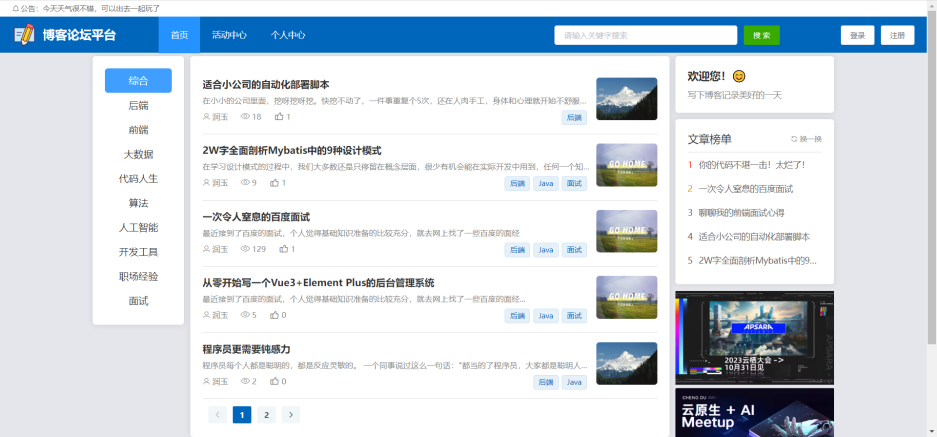 公告：今天天气很不错，可以出去一起玩了
博客论坛平台
首页
活动中心
个人中心
请输入关键字搜索
搜 索
登录
注册
综合
后端
前端
大数据
代码人生
算法
人工智能
开发工具
职场经验
面试
适合小公司的自动化部署脚本
在小小的公司里面，挖呀挖呀挖。快挖不动了，一件事重复个5次，还在人肉手工，身体和心理就开始不舒服...
润玉 18 1
后端
2W字全面剖析Mybatis中的9种设计模式
在学习设计模式的过程中，我们大多数还是只停留在概念层面，很少有机会能在实际开发中用到，任何一个知...
润玉 9 1
后端 Java 面试
GO HOME
一次令人窒息的百度面试
最近续到了百度的面试，个人觉得基础知识准备的比较充分，就去网上找了一些百度的面经
润玉 129 1
后端 Java 面试
GO HOME
从零开始写一个Vue3+Element Plus的后台管理系统
最近续到了百度的面试，个人觉得基础知识准备的比较充分，就去网上找了一些百度的面经...
润玉 5 0
后端 Java 面试
GO HOME
程序员更需要钝感力
程序员每个人都是聪明的，都是反应灵敏的。 一个同事说过这么一句话："都当的了程序员，大家都是聪明人...
润玉 2 0
后端 Java
1 2
欢迎您！
写下博客记录美好的一天
文章榜单
换一换
1 你的代码不堪一击！太烂了！
2 一次令人窒息的百度面试
3 聊聊我的前端面试心得
4 适合小公司的自动化部署脚本
5 2W字全面剖析Mybatis中的9...
APSARA
2023云栖大会 ->
10月31日见
CHENG DU
云原生 + AI
Meetup